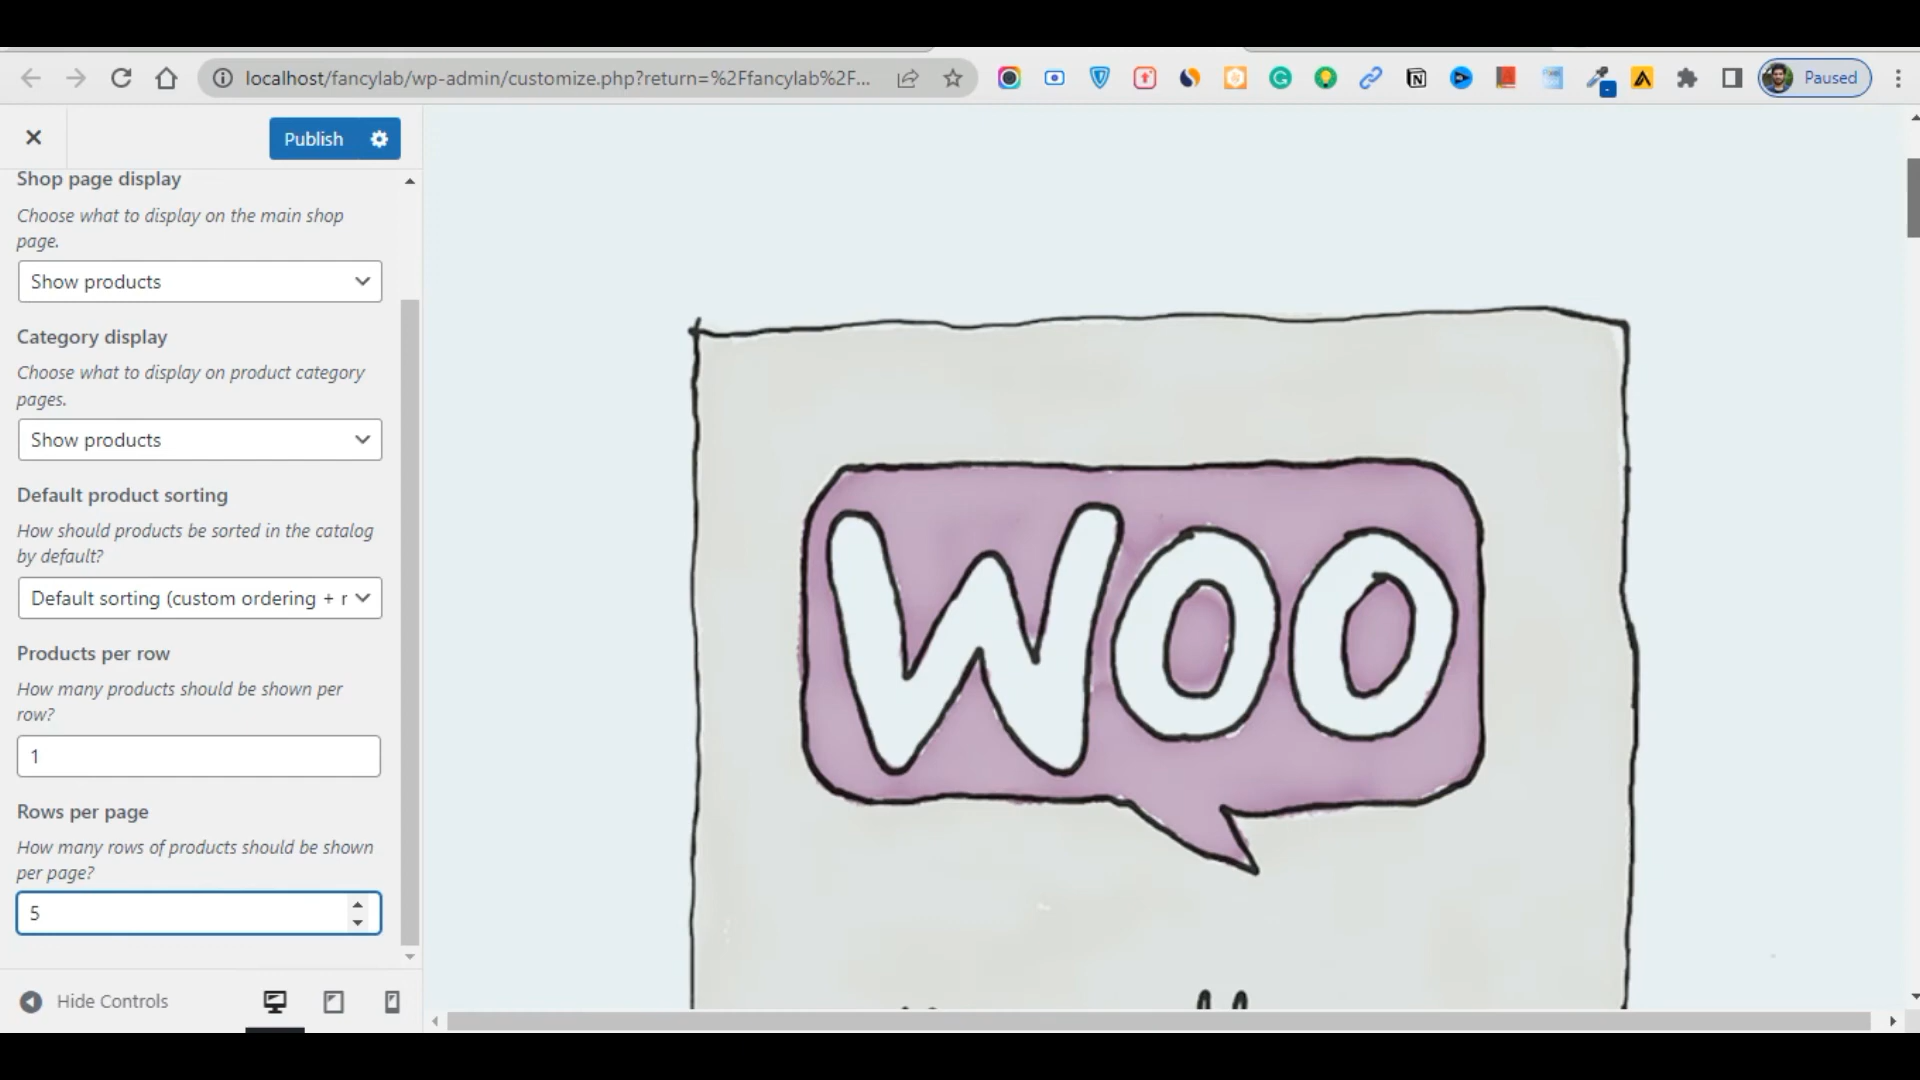 localhost/fancylab/wp-admin/customize.php?return=%2Ffancylab%2F...
Paused
Publish
Shop page display
Choose what to display on the main shop
page.
Show products
Category display
Choose what to display on product category
pages.
Show products
Default product sorting
How should products be sorted in the catalog
by default?
Default sorting (custom ordering + r
Products per row
How many products should be shown per
row?
1
Rows per page
How many rows of products should be shown
per page?
5
Hide Controls
WOO